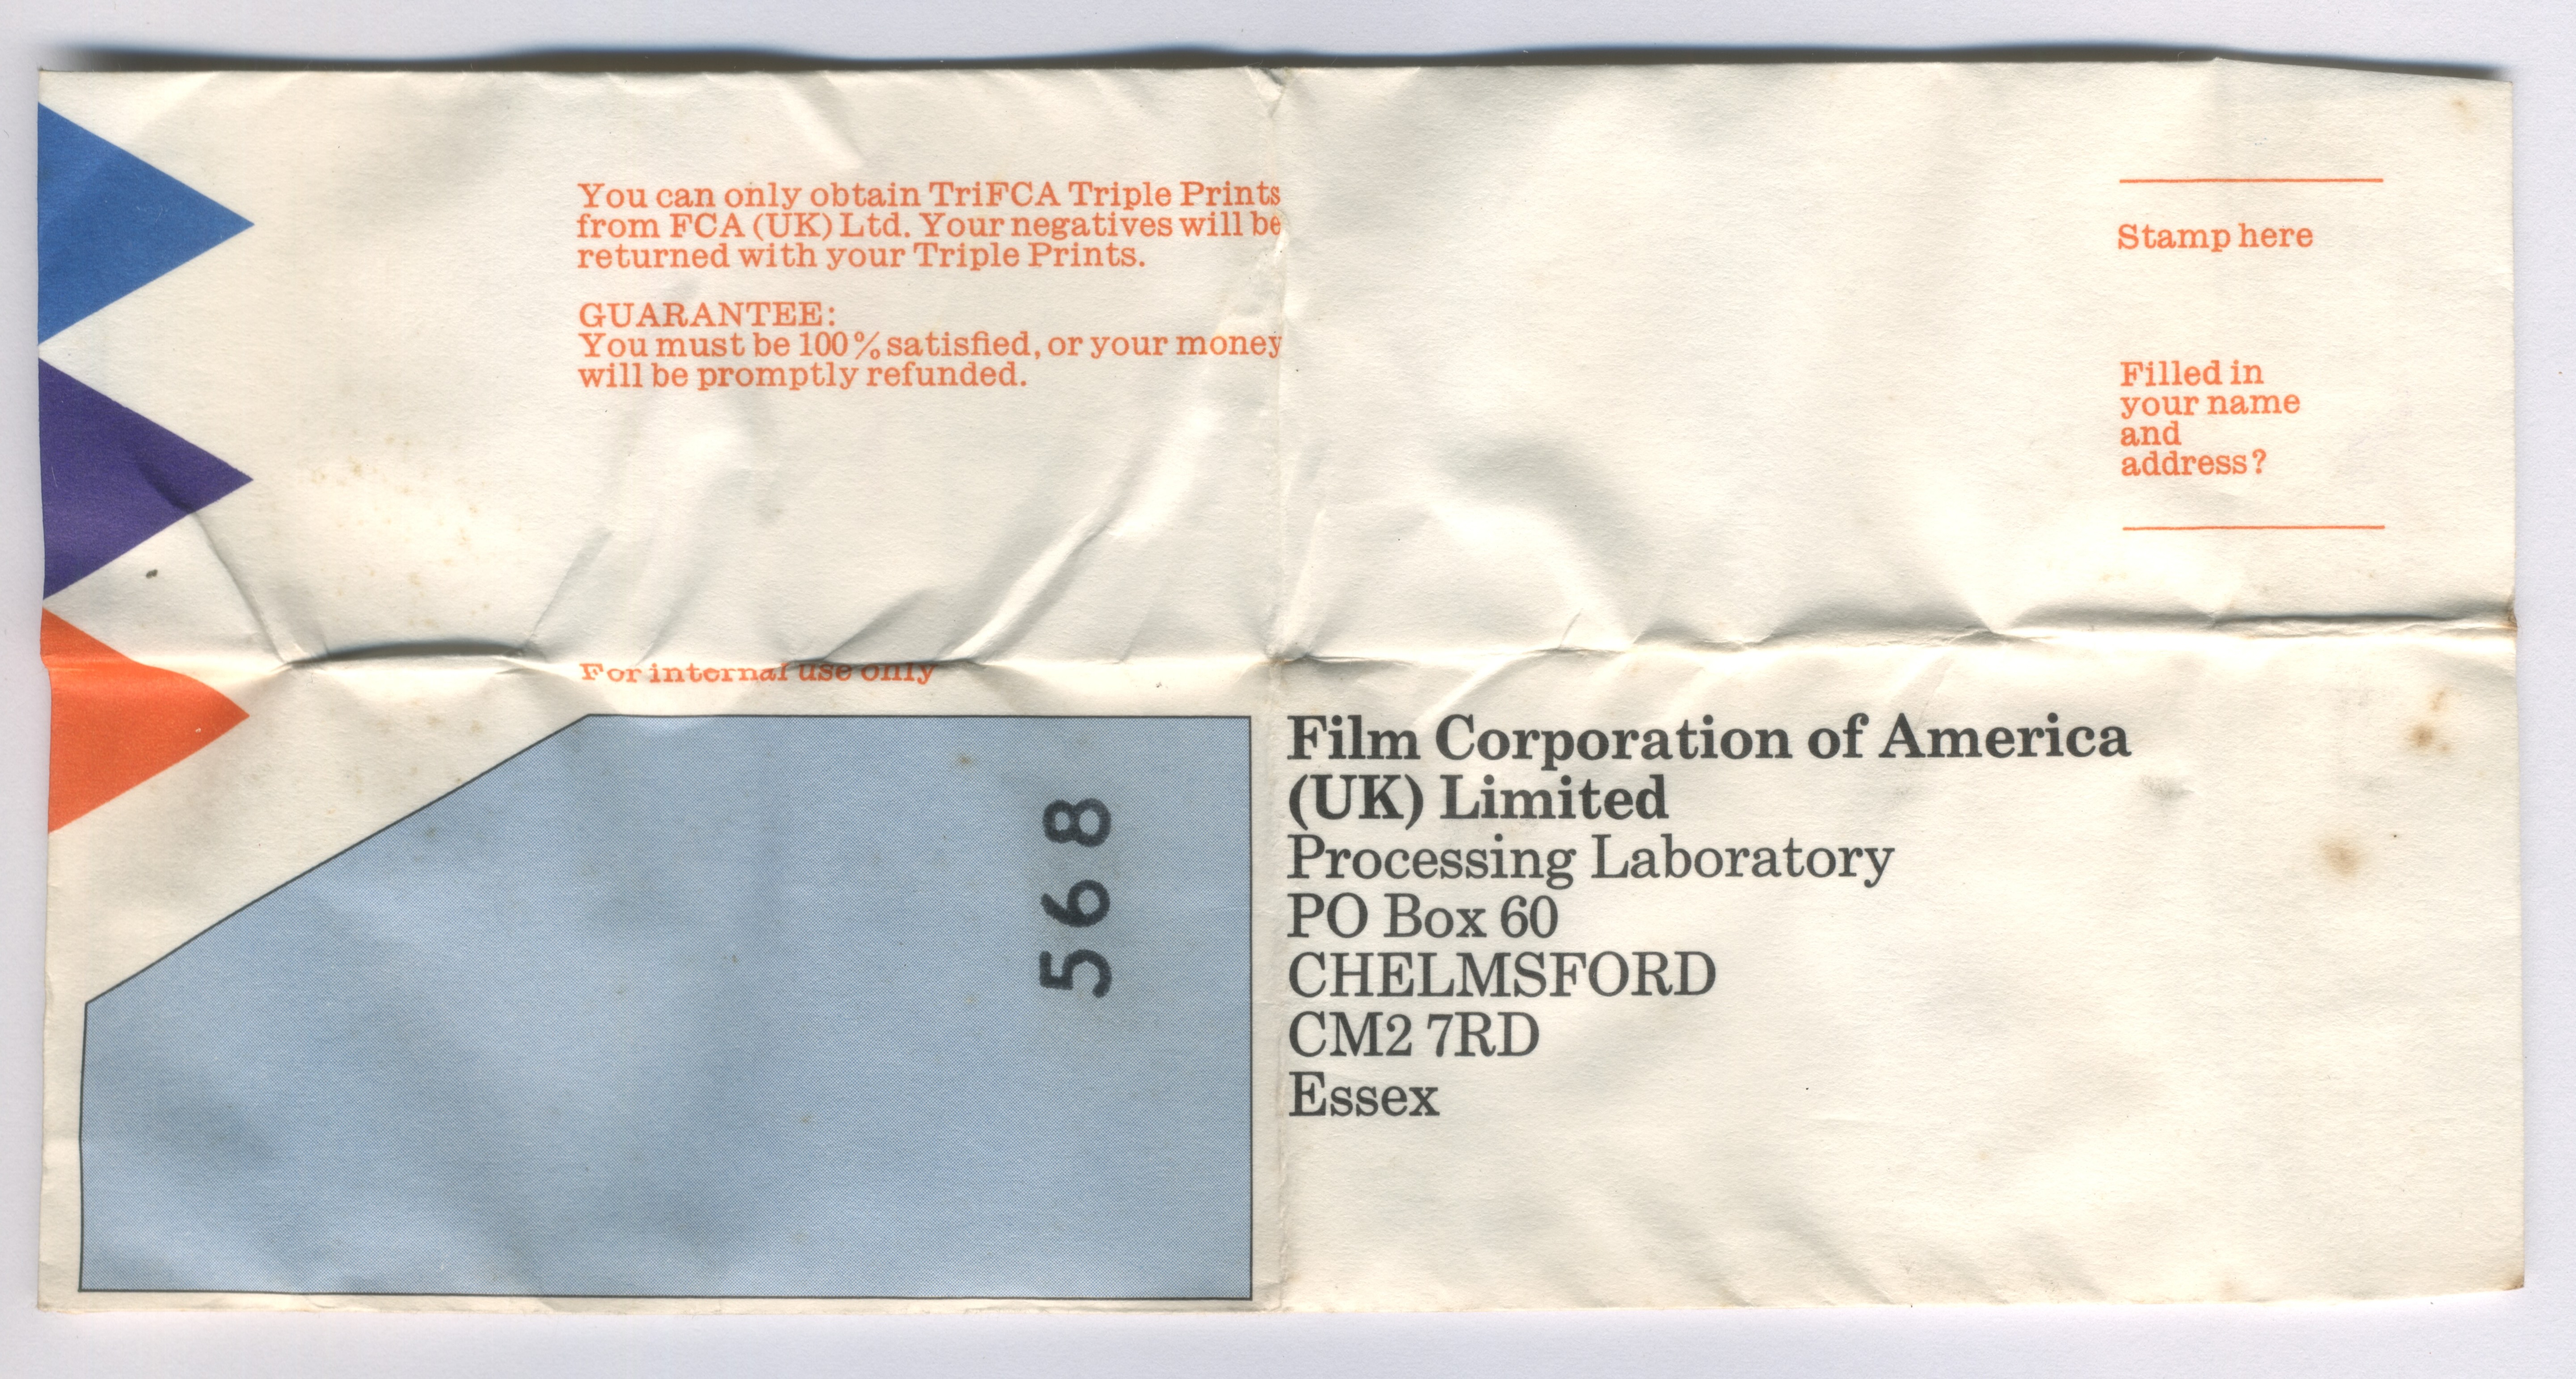 You can only obtain TriFCA Triple Prints
from FCA (UK) Ltd. Your negatives will be
returned with your Triple Prints.
GUARANTEE:
You must be 100% satisfied, or your money
will be promptly refunded.
Stamp here
Filled in
your name
and
address?
For internal use only
568
Film Corporation of America
(UK) Limited
Processing Laboratory
PO Box 60
CHELMSFORD
CM2 7RD
Essex